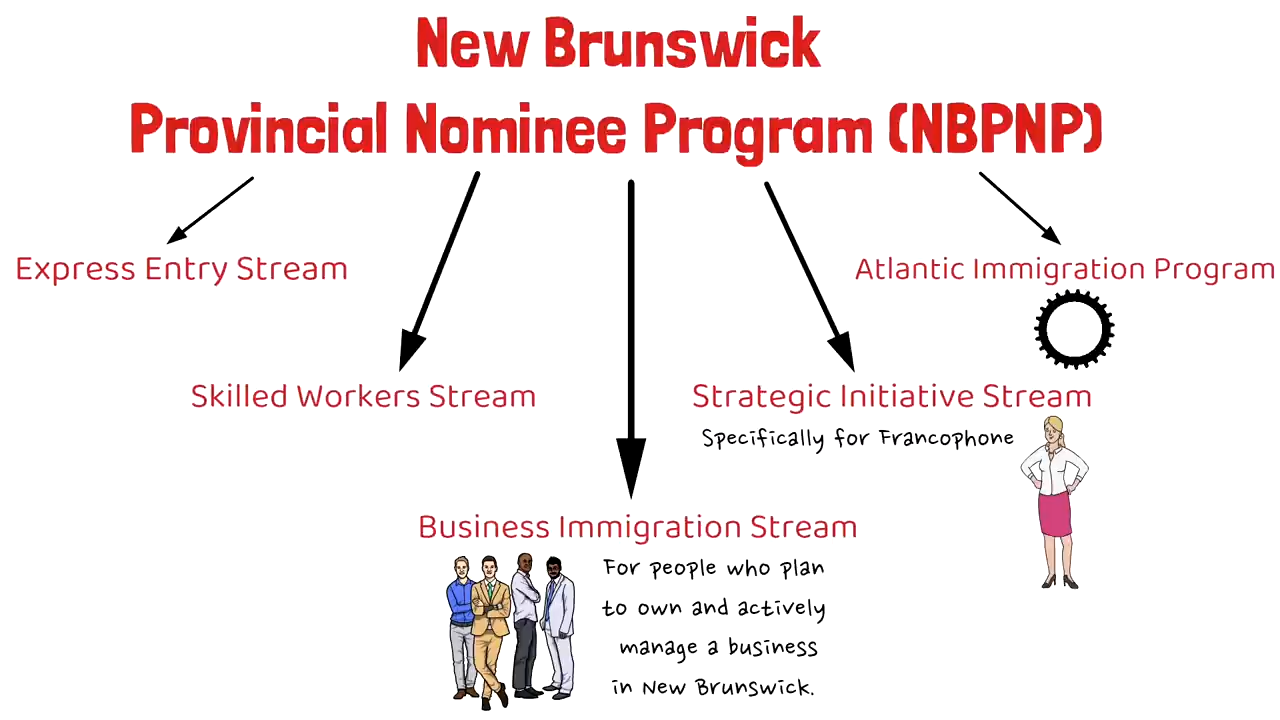 New Brunswick
Provincial Nominee Program (NBPNP)
Express Entry Stream
Atlantic Immigration Program
Skilled Workers Stream
Strategic Initiative Stream
Specifically for Francophone
Business Immigration Stream
For people who plan
to own and actively
manage a business
in New Brunswick.